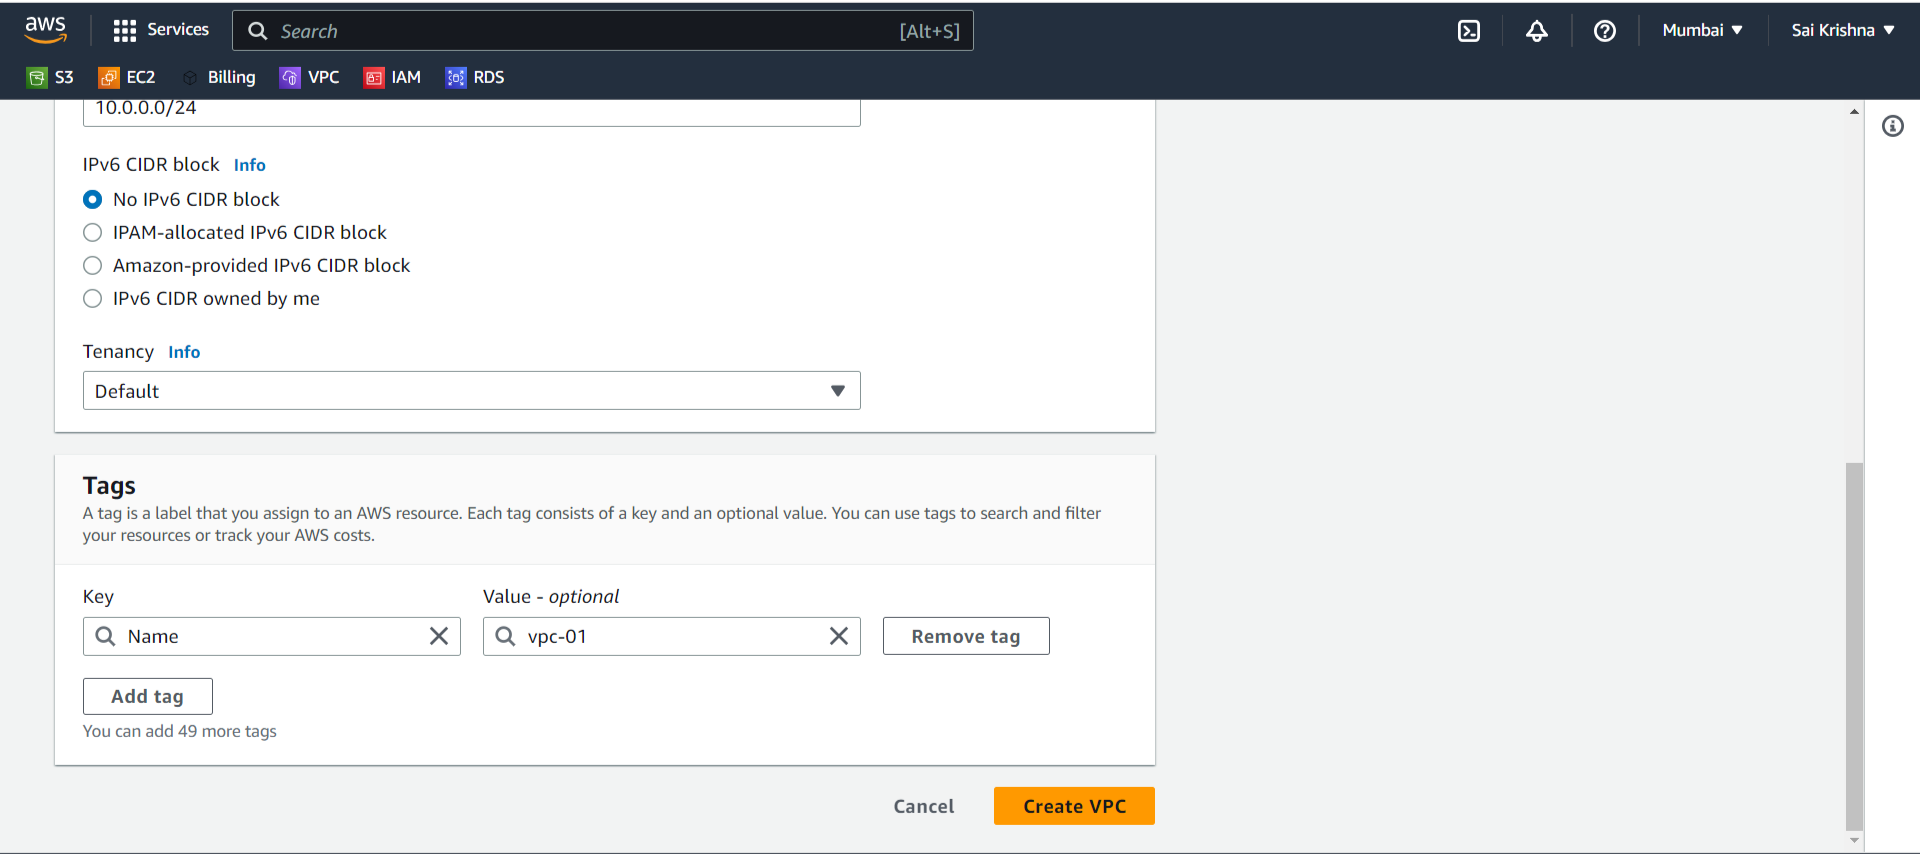 aws Services Search [Alt+S] Mumbai Sai Krishna
S3 EC2 Billing VPC IAM RDS
10.0.0.0/24
IPv6 CIDR block Info
No IPv6 CIDR block
IPAM-allocated IPv6 CIDR block
Amazon-provided IPv6 CIDR block
IPv6 CIDR owned by me
Tenancy Info
Default
Tags
A tag is a label that you assign to an AWS resource. Each tag consists of a key and an optional value. You can use tags to search and filter
your resources or track your AWS costs.
Key Value - optional
Name vpc-01 Remove tag
Add tag
You can add 49 more tags
Cancel Create VPC